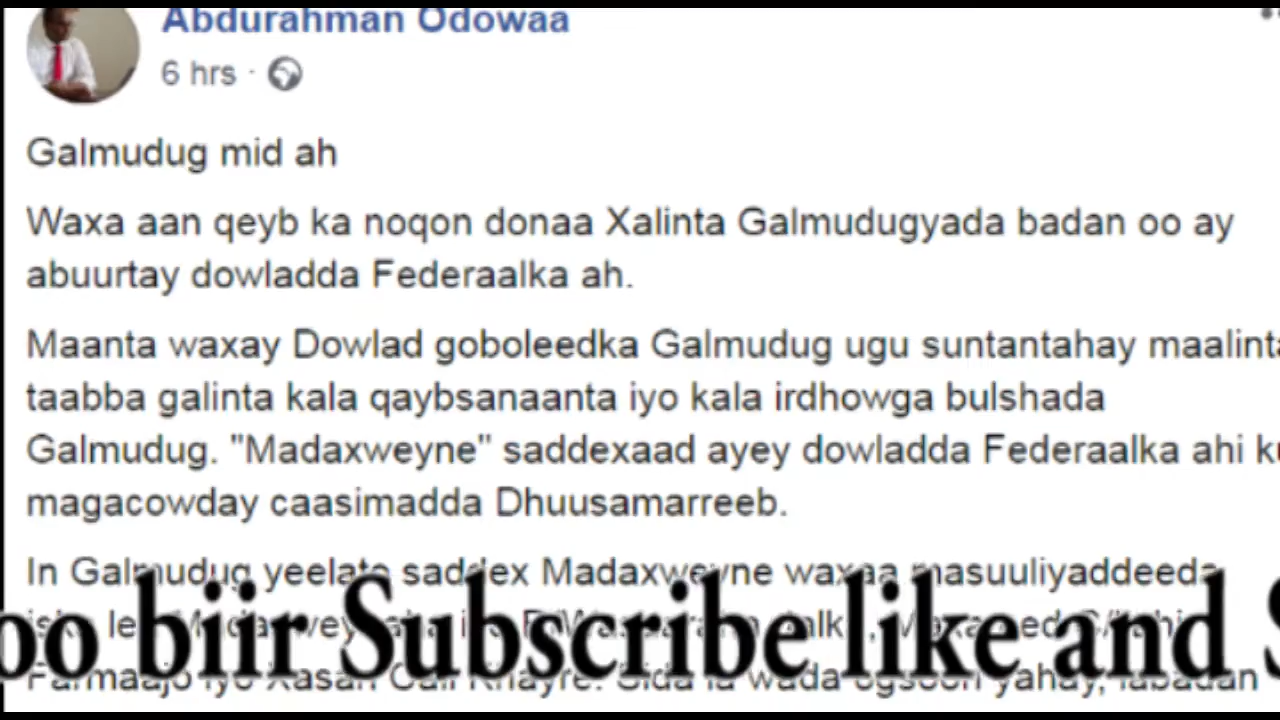 Abdurahman Odowaa
6 hrs ·
Galmudug mid ah
Waxa aan qeyb ka noqon donaa Xalinta Galmudugyada badan oo ay
abuurtay dowladda Federaalka ah.
Maanta waxay Dowlad goboleedka Galmudug ugu suntantahay maalinta
taabba galinta kala qaybsanaanta iyo kala irdhowga bulshada
Galmudug. "Madaxweyne" saddexaad ayey dowladda Federaalka ahi ku
magacowday caasimadda Dhuusamarreeb.
In Galmudug yeelato saddex Madaxweyne waxaa masuuliyaddeeda
oo biir Subscribe like and S
Farmaajo iyo Xasan Cali Khayre. Sida la wada ogsoon yahay, labadan